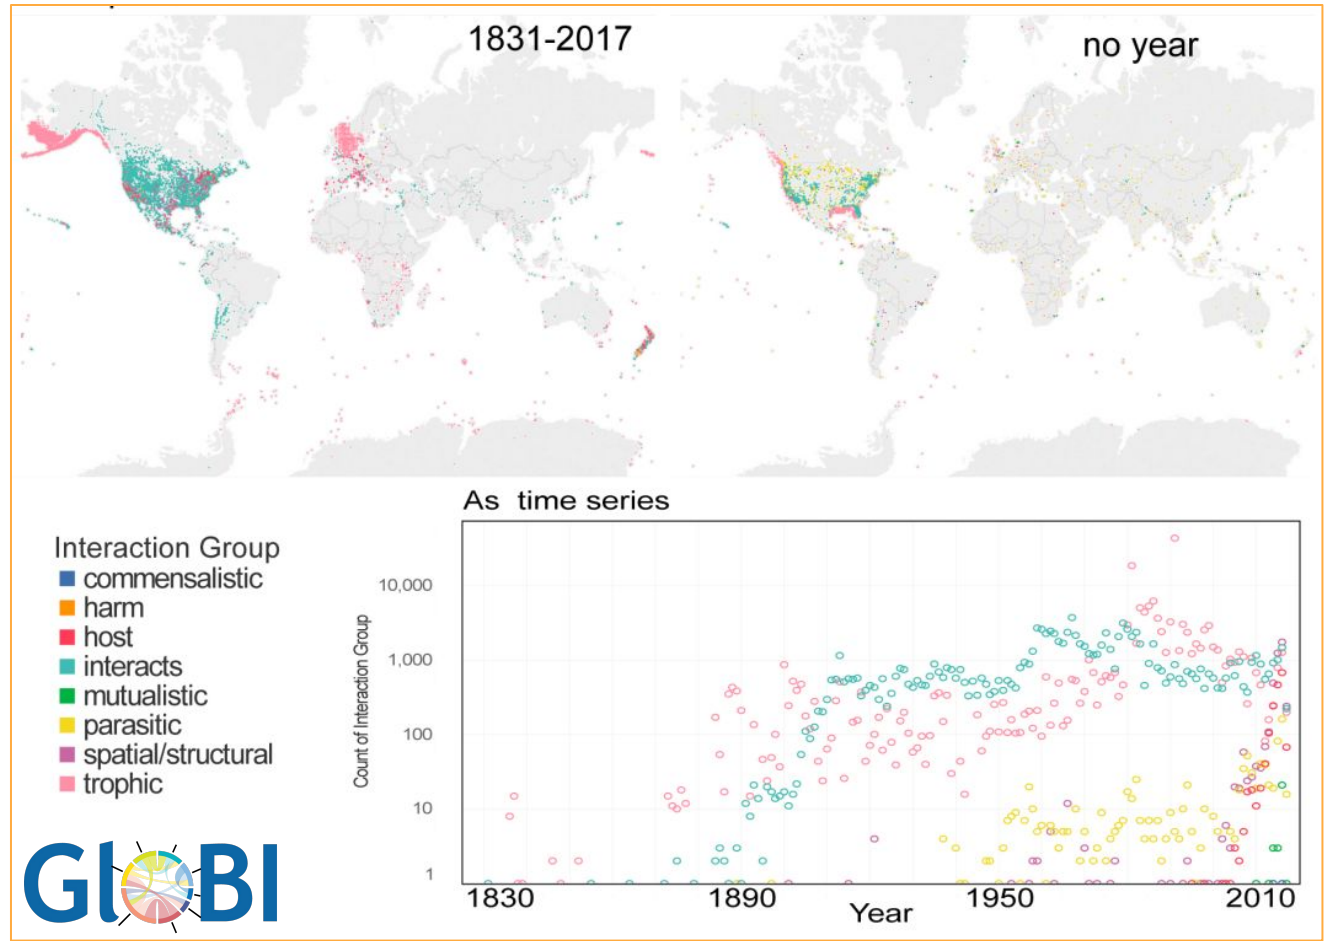 1831-2017
no year
As time series
Interaction Group
commensalistic
harm
host
interacts
mutualistic
parasitic
spatial/structural
trophic
Count of Interaction Group
10,000
1,000
100
10
1
1830
1890
1950
2010
Year
GLOBI